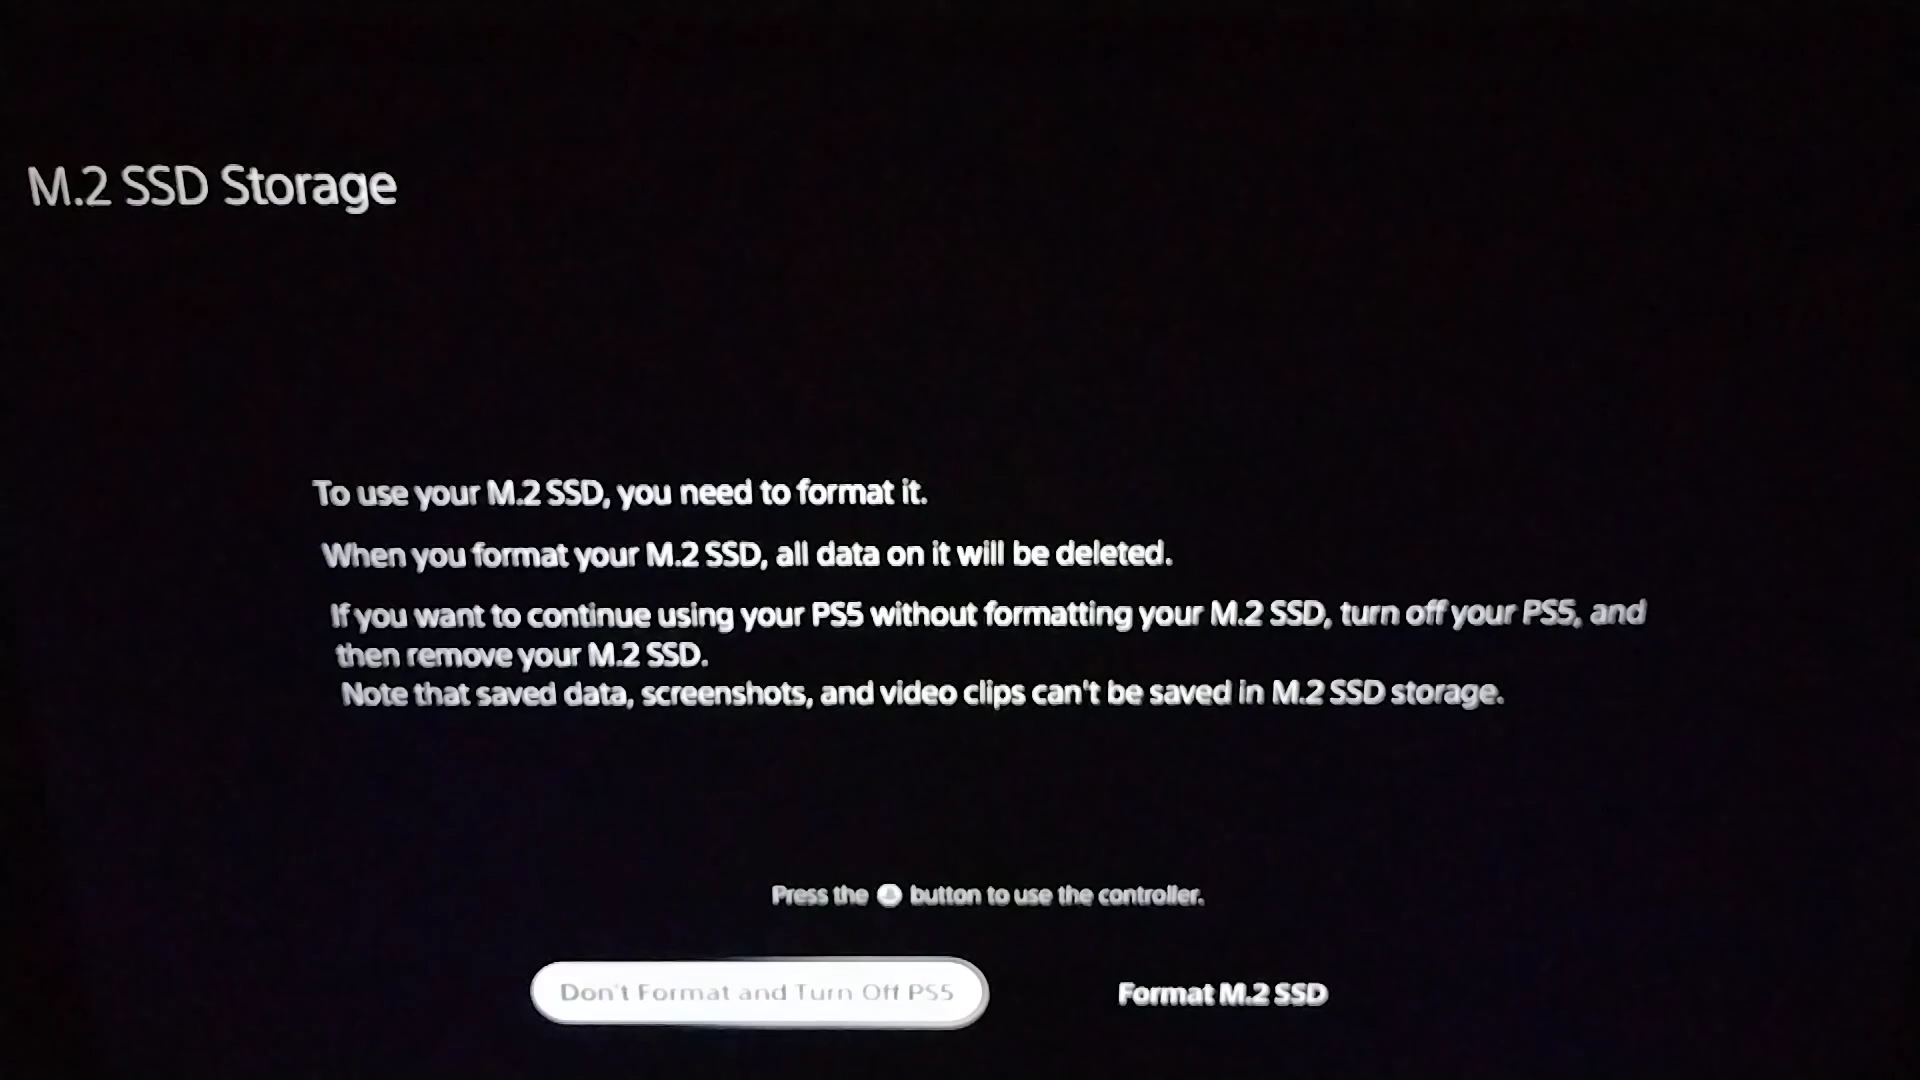 M.2 SSD Storage
To use your M.2 SSD, you need to format it.
When you format your M.2 SSD, all data on it will be deleted.
If you want to continue using your PS5 without formatting your M.2 SSD, turn off your PS5, and
then remove your M.2 SSD.
Note that saved data, screenshots, and video clips can't be saved in M.2 SSD storage.
Press the button to use the controller.
Don't Format and Turn Off PS5
Format M.2 SSD